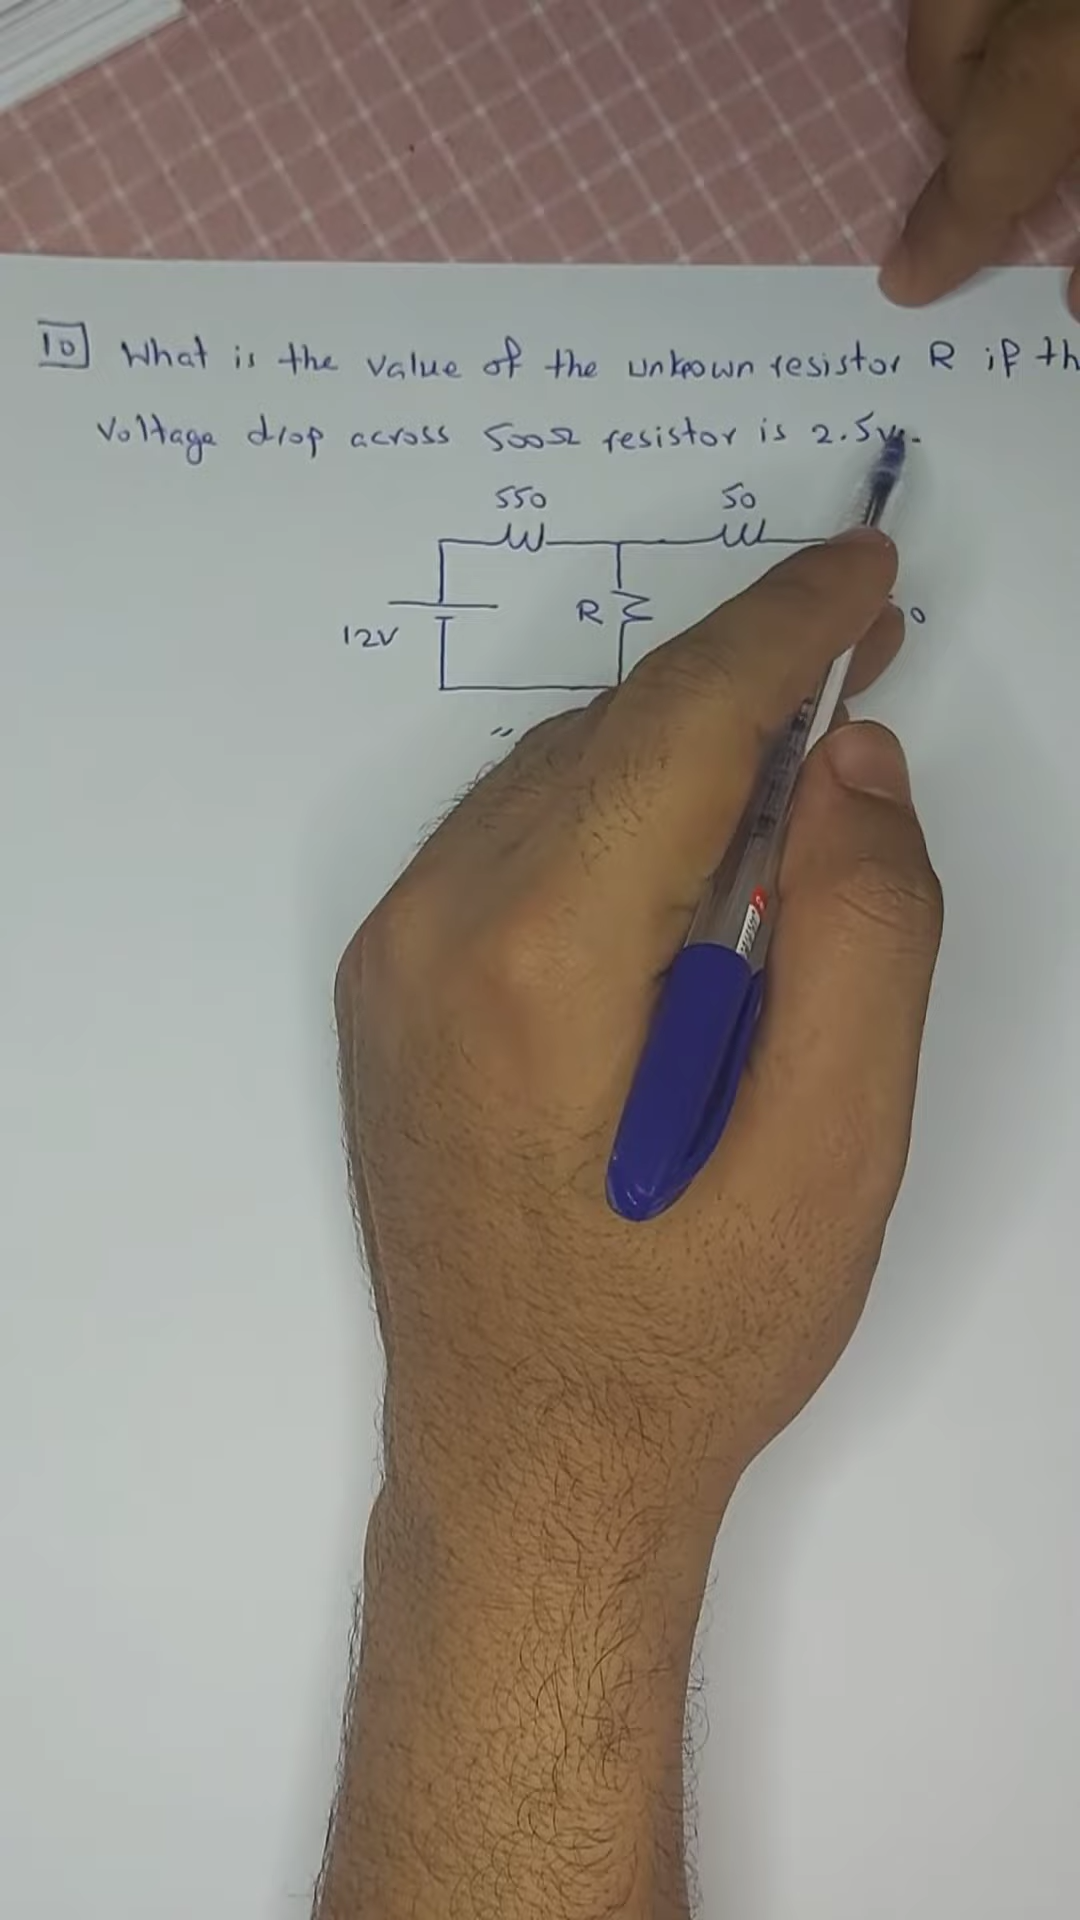 10 What is the value of the unknown resistor R if th
Voltage drop across 500Ω resistor is 2.5v.
550 50
R
12V